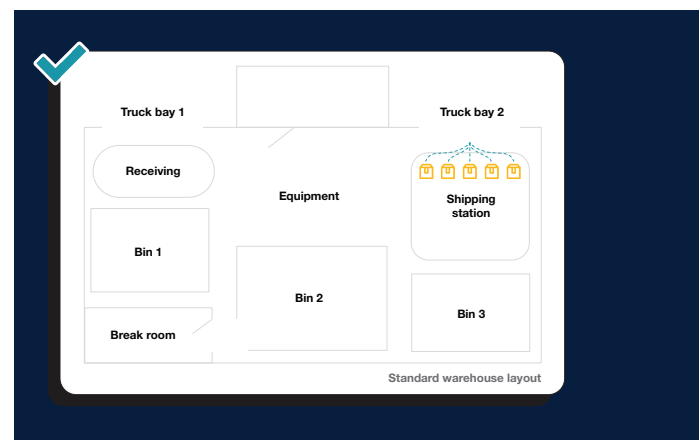 Truck bay 1
Truck bay 2
Receiving
Equipment
Shipping
station
Bin 1
Bin 2
Bin 3
Break room
Standard warehouse layout